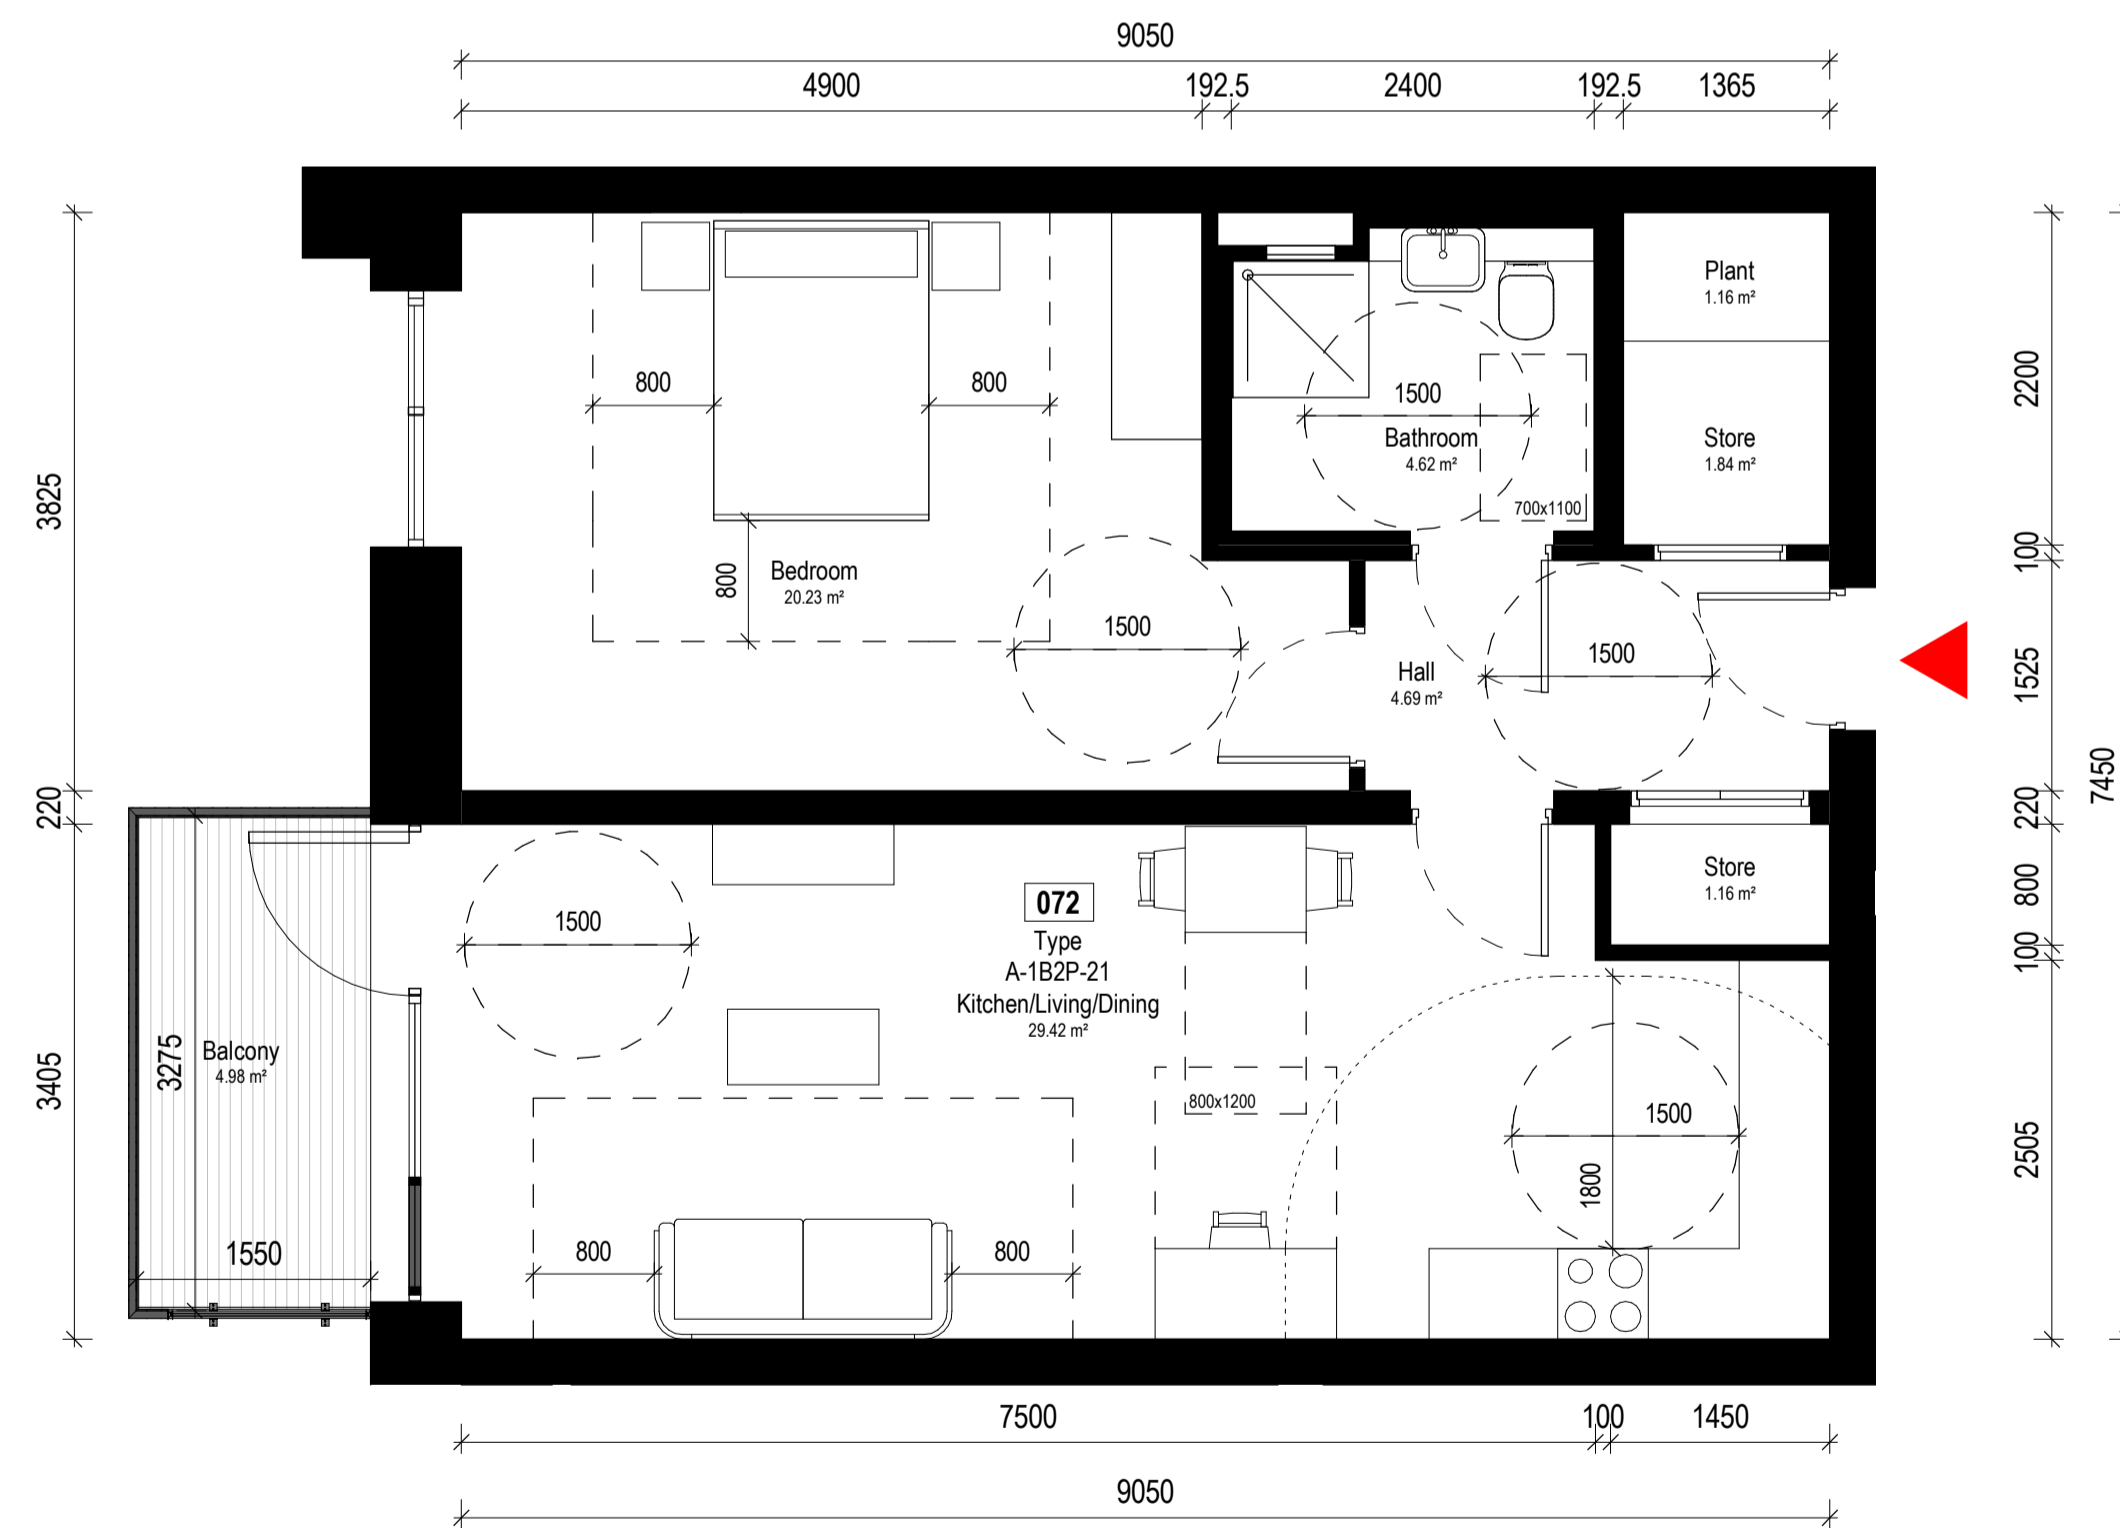 9050
4900 192.5 2400 192.5 1365
Plant
1.16 m²
800
800
1500
Bathroom
4.62 m²
700x1100
Store
1.84 m²
2200
3825
100
800
Bedroom
20.23 m²
1500
Hall
4.69 m²
1500
1525
7450
220
220
Store
1.16 m²
800
072
Type
A-1B2P-21
Kitchen/Living/Dining
29.42 m²
1500
100
3405
3275
Balcony
4.98 m²
1550
800x1200
1500
1800
2505
800
800
7500 100 1450
9050